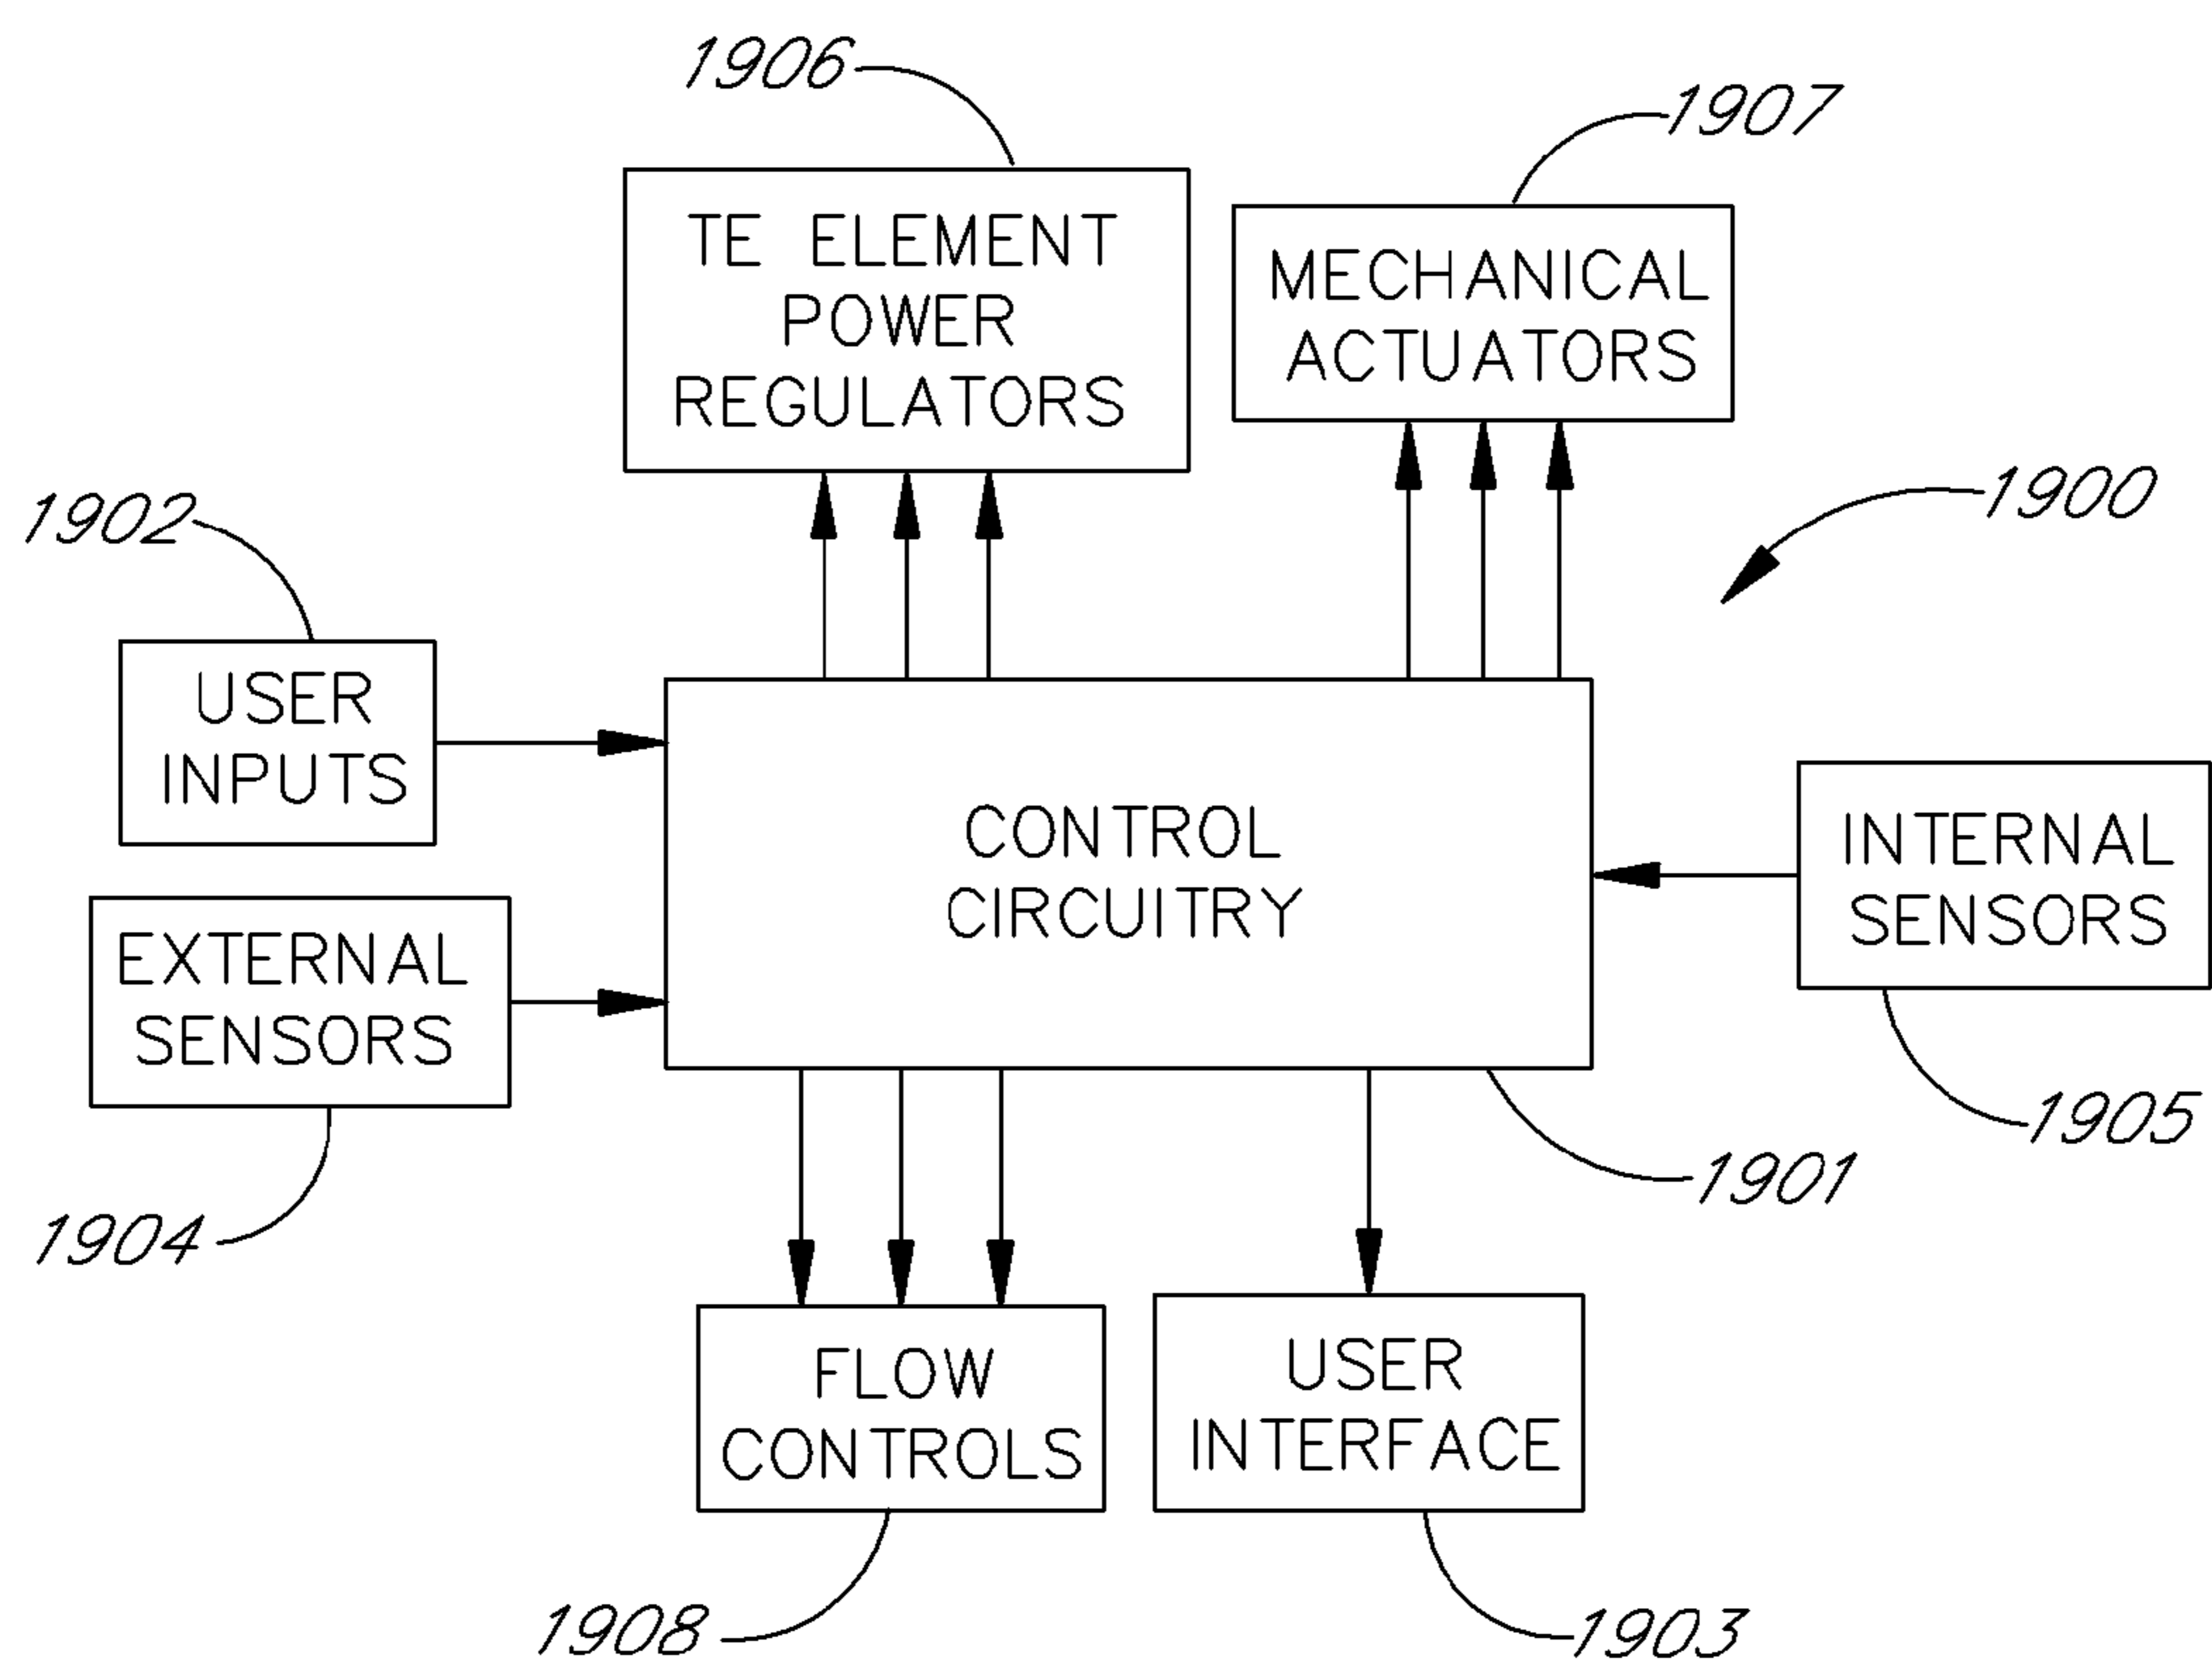 1906
1907
TE ELEMENT
POWER
REGULATORS
MECHANICAL
ACTUATORS
1900
1902
USER
INPUTS
CONTROL
CIRCUITRY
INTERNAL
SENSORS
EXTERNAL
SENSORS
1905
1901
1904
FLOW
CONTROLS
USER
INTERFACE
1908
1903